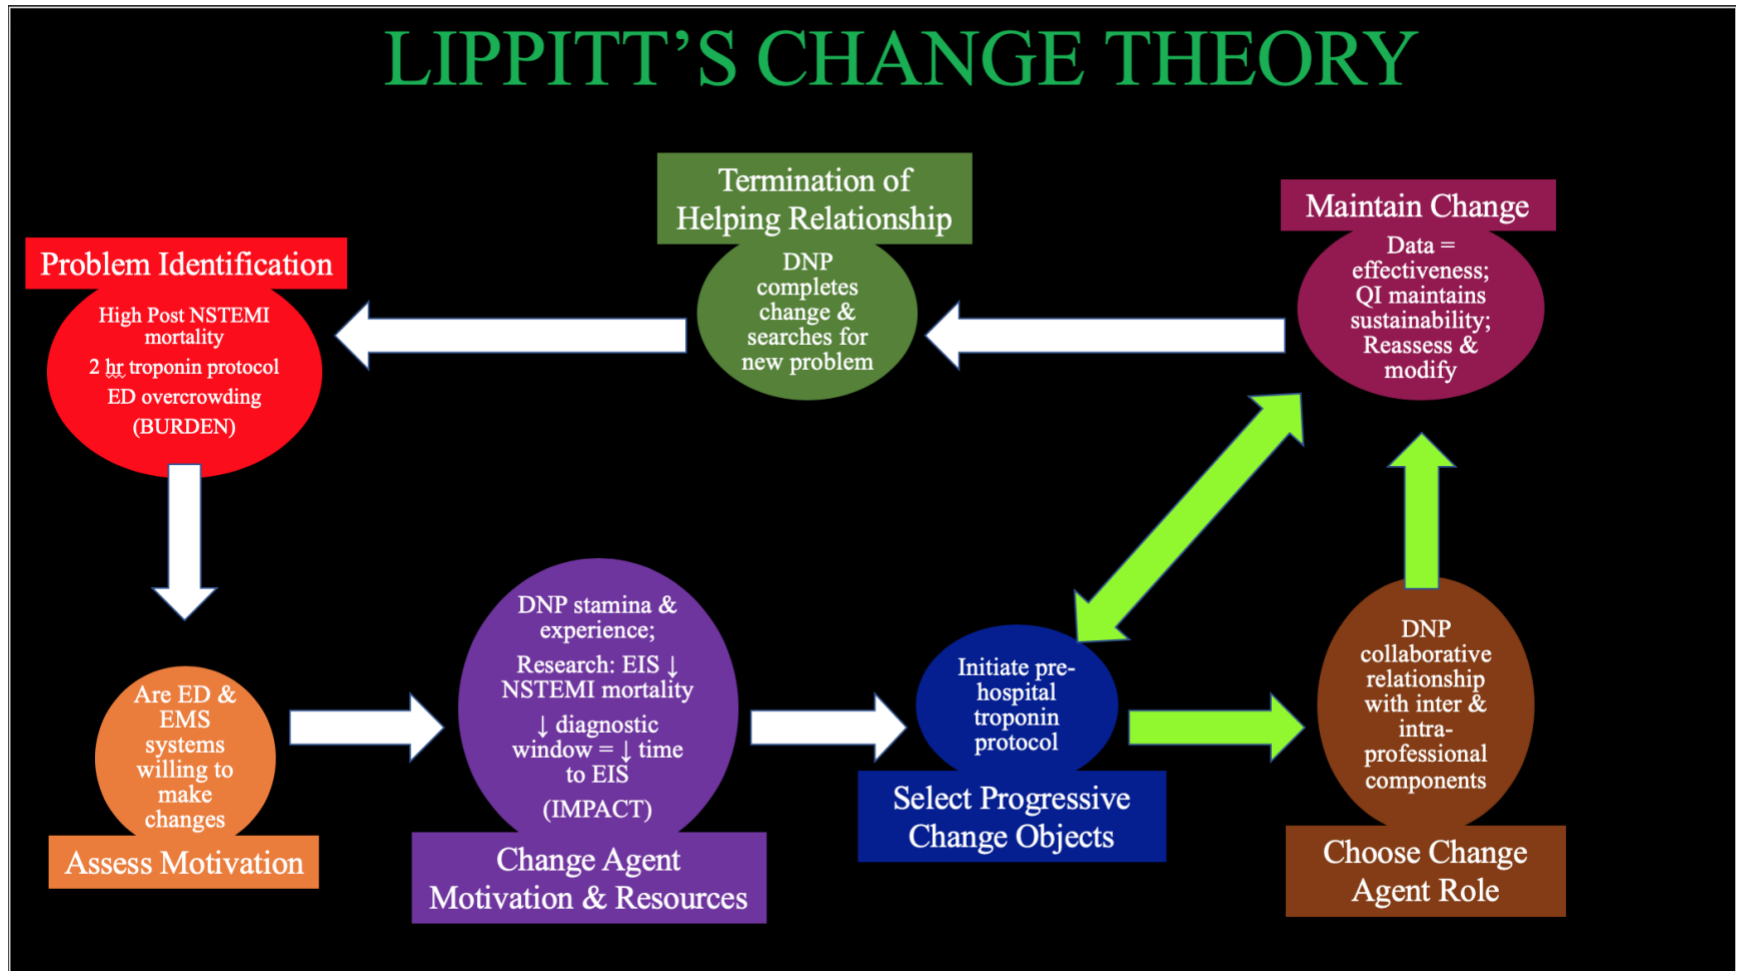 LIPPITT’S CHANGE THEORY
Problem Identification
High Post NSTEMI
mortality
2 hr troponin protocol
ED overcrowding
(BURDEN)
Are ED &
EMS
systems
willing to
make
changes
Assess Motivation
DNP stamina &
experience;
Research: EIS ↓
NSTEMI mortality
↓ diagnostic
window = ↓ time
to EIS
(IMPACT)
Change Agent
Motivation & Resources
Initiate pre-
hospital
troponin
protocol
Select Progressive
Change Objects
DNP
collaborative
relationship
with inter &
intra-
professional
components
Choose Change
Agent Role
Maintain Change
Data =
effectiveness;
QI maintains
sustainability;
Reassess &
modify
Termination of
Helping Relationship
DNP
completes
change &
searches for
new problem